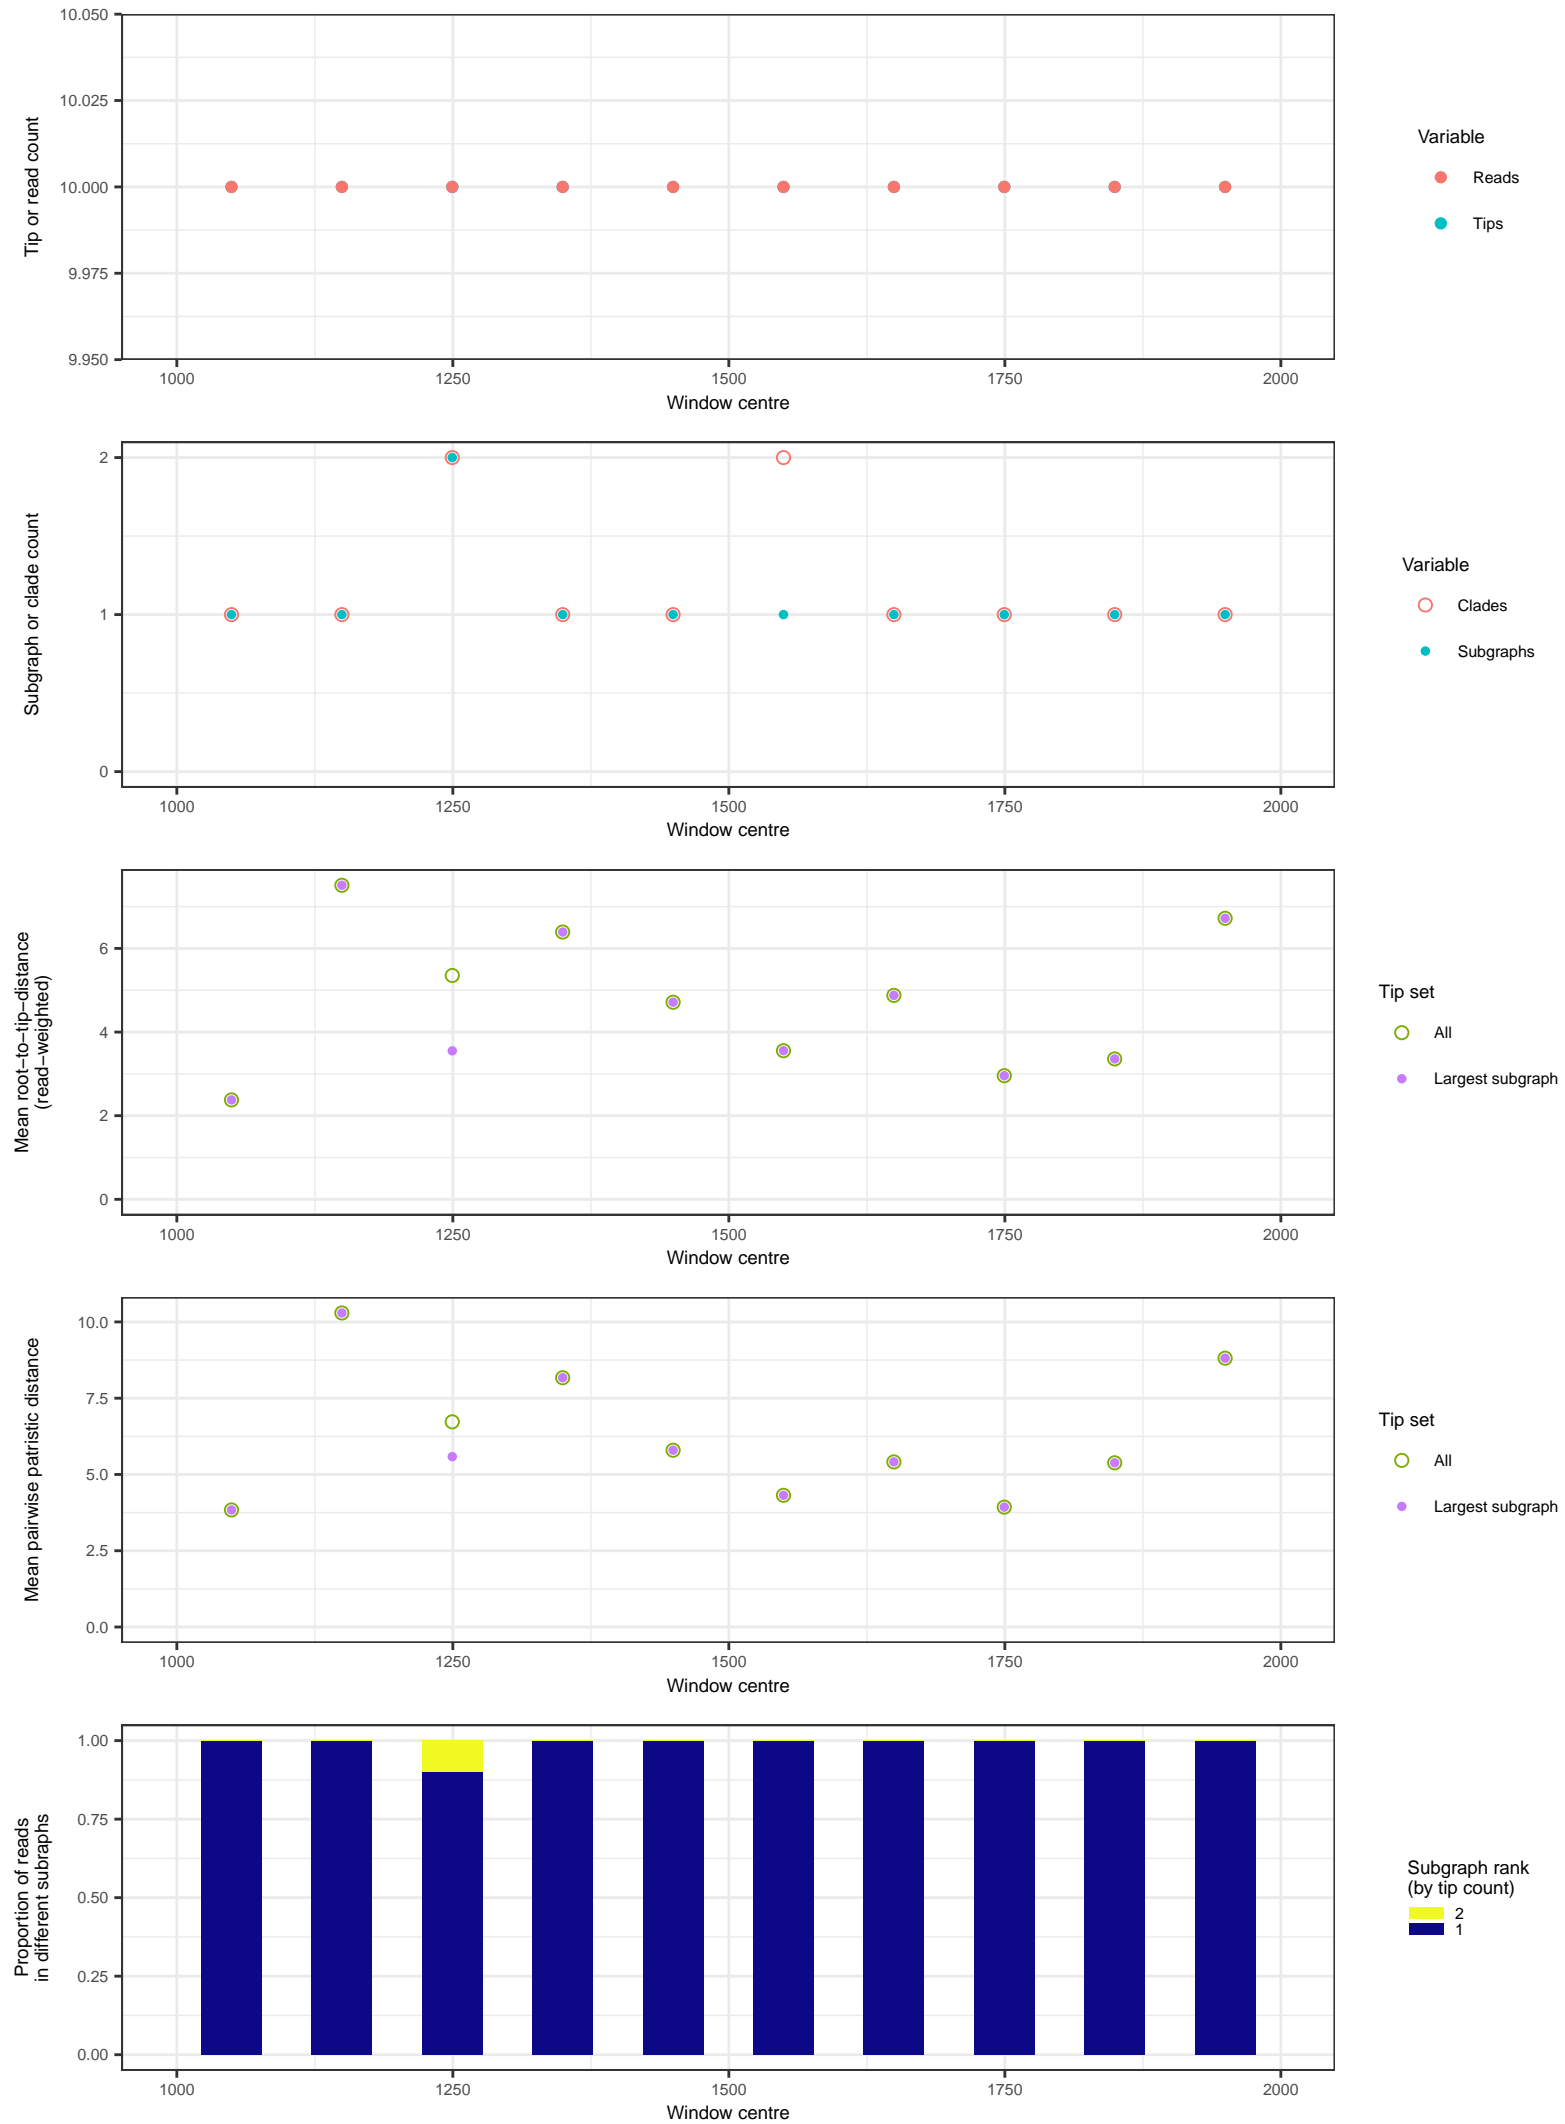 10.050
10.025
10.000
9.975
9.950
Tip or read count
1000
1250
1500
1750
2000
Window centre
Variable
Reads
Tips
2
1
0
Subgraph or clade count
1000
1250
1500
1750
2000
Window centre
Variable
Clades
Subgraphs
6
4
2
0
Mean root−to−tip−distance
(read−weighted)
1000
1250
1500
1750
2000
Window centre
Tip set
All
Largest subgraph
10.0
7.5
5.0
2.5
0.0
Mean pairwise patristic distance
1000
1250
1500
1750
2000
Window centre
Tip set
All
Largest subgraph
1.00
0.75
0.50
0.25
0.00
Proportion of reads
in different subraphs
1000
1250
1500
1750
2000
Window centre
Subgraph rank
(by tip count)
2
1